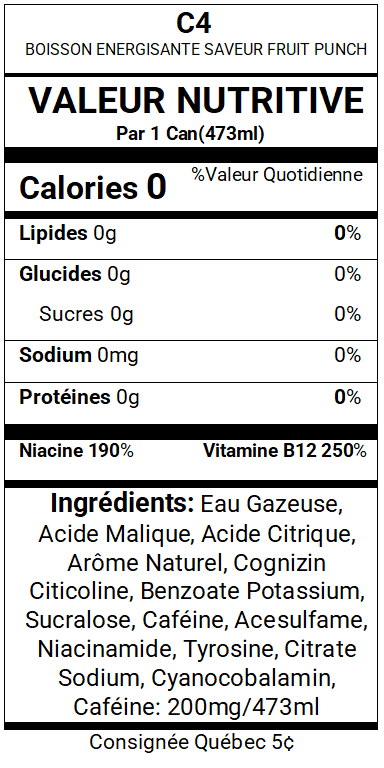 C4
BOISSON ENERGISANTE SAVEUR FRUIT PUNCH
VALEUR NUTRITIVE
Par 1 Can(473ml)
%Valeur Quotidienne
Calories 0
Lipides 0g 0%
Glucides 0g 0%
Sucres 0g 0%
Sodium 0mg 0%
Protéines 0g 0%
Niacine 190% Vitamine B12 250%
Ingrédients: Eau Gazeuse,
Acide Malique, Acide Citrique,
Arôme Naturel, Cognizin
Citicoline, Benzoate Potassium,
Sucralose, Caféine, Acesulfame,
Niacinamide, Tyrosine, Citrate
Sodium, Cyanocobalamin,
Caféine: 200mg/473ml
Consignée Québec 5¢